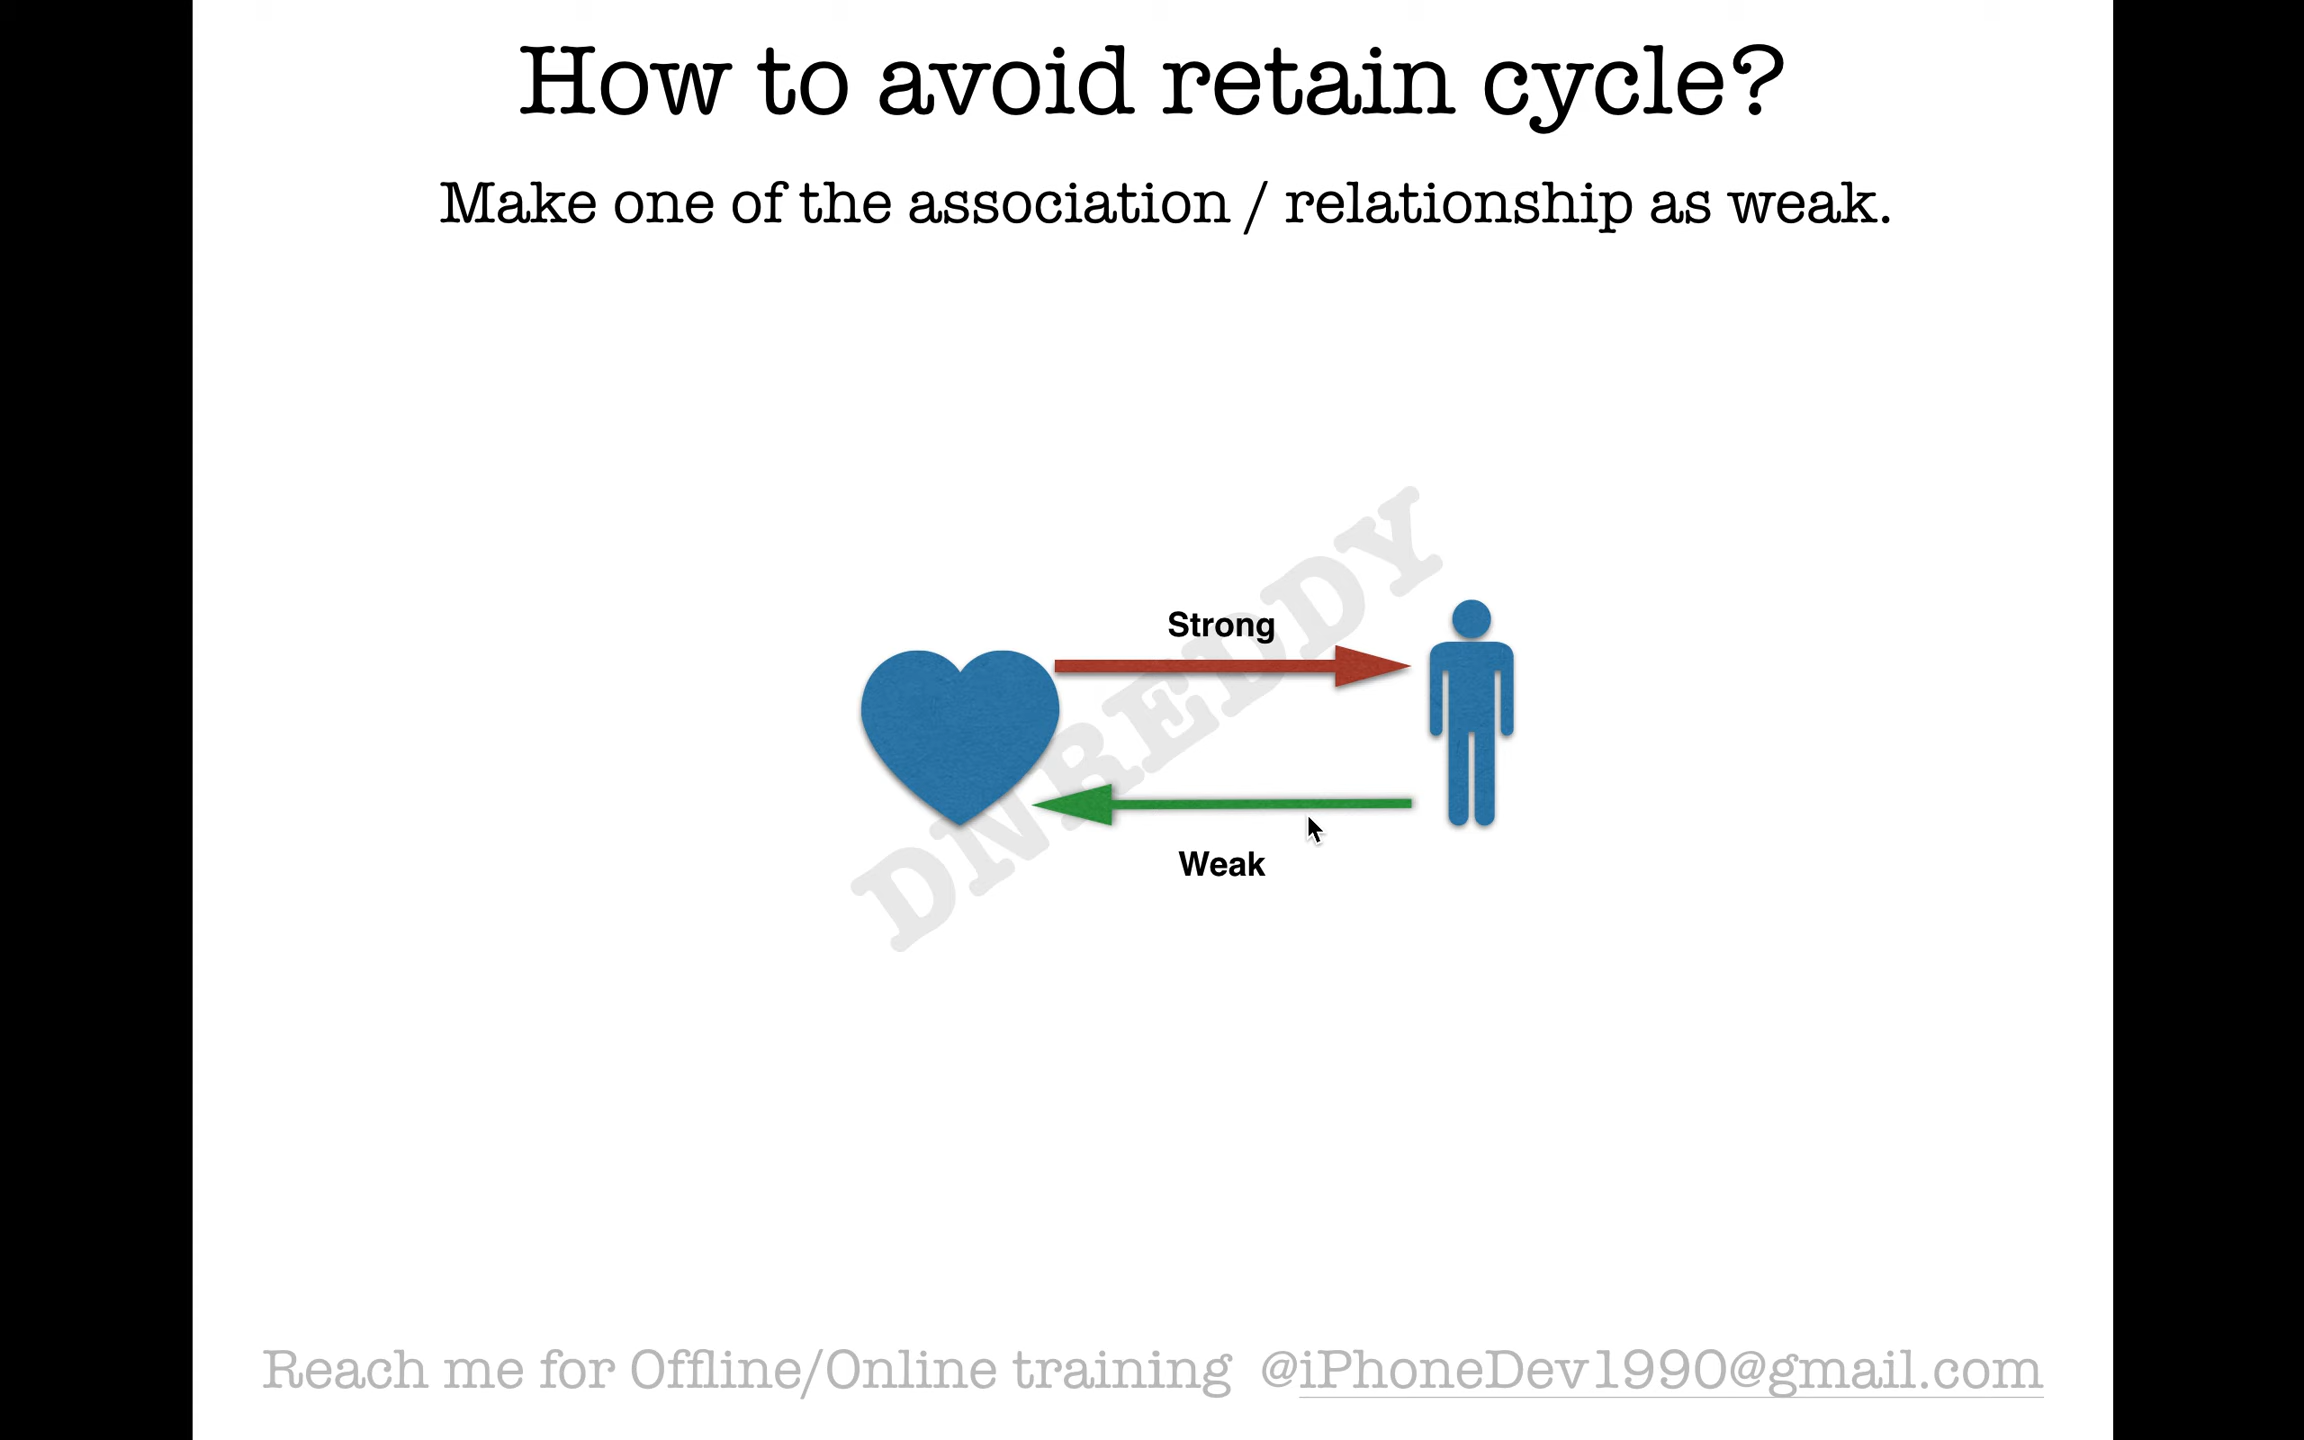 How to avoid retain cycle?
Make one of the association / relationship as weak.
Strong
DNREDDY
Weak
Reach me for Offline/Online training @iPhoneDev1990@gmail.com